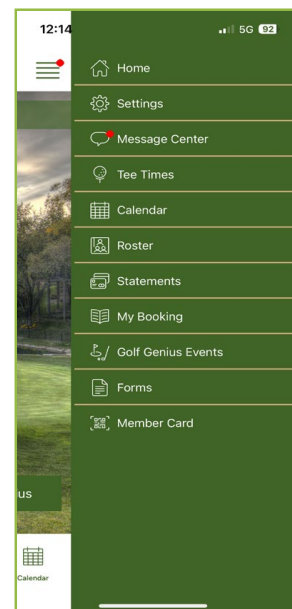 12:14
5G 92
Home
Settings
Message Center
Tee Times
Calendar
Roster
Statements
My Booking
Golf Genius Events
Forms
Member Card
us
Calendar